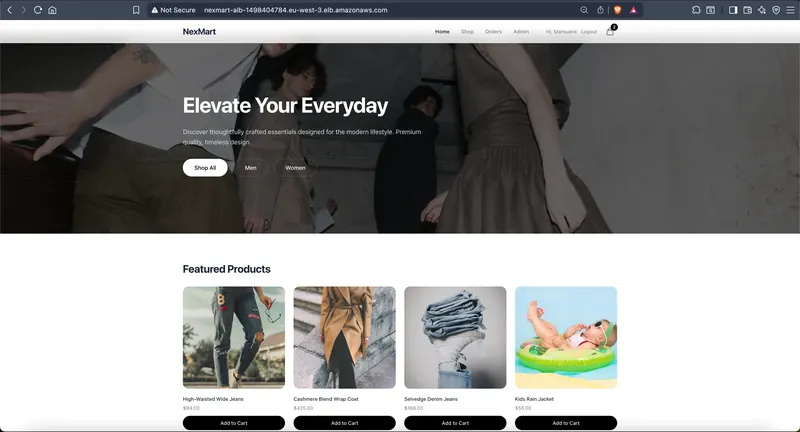 Not Secure nexmart-alb-1498404784.eu-west-3.elb.amazonaws.com
NexMart
Home Shop Orders Admin Hi, Mansuare Logout
Elevate Your Everyday
Discover thoughtfully crafted essentials designed for the modern lifestyle. Premium
quality, timeless design.
Shop All Men Women
Featured Products
High-Waisted Wide Jeans Cashmere Blend Wrap Coat Selvedge Denim Jeans Kids Rain Jacket
$94.00 $425.00 $168.00 $55.00
Add to Cart Add to Cart Add to Cart Add to Cart